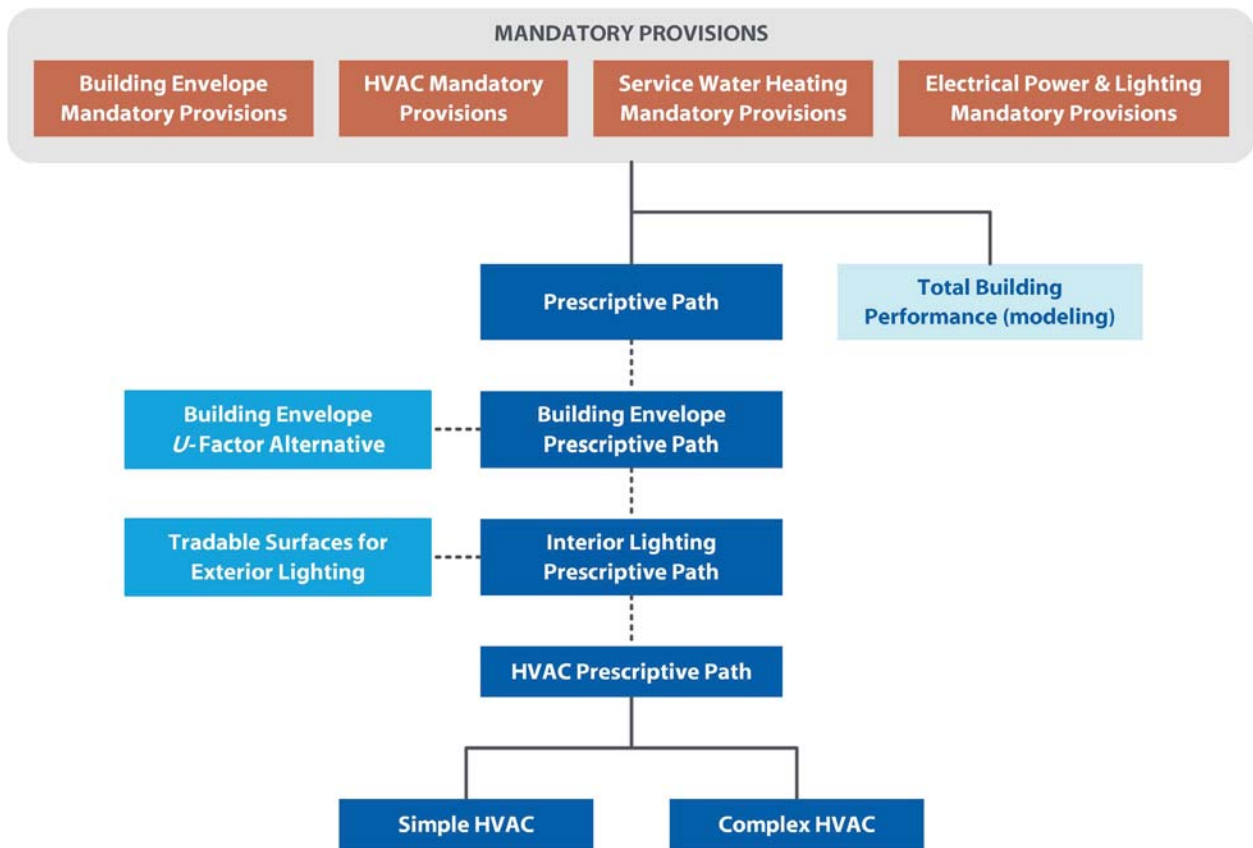 MANDATORY PROVISIONS
Building Envelope
Mandatory Provisions
HVAC Mandatory
Provisions
Service Water Heating
Mandatory Provisions
Electrical Power & Lighting
Mandatory Provisions
Prescriptive Path
Total Building
Performance (modeling)
Building Envelope
U-Factor Alternative
Building Envelope
Prescriptive Path
Tradable Surfaces for
Exterior Lighting
Interior Lighting
Prescriptive Path
HVAC Prescriptive Path
Simple HVAC
Complex HVAC